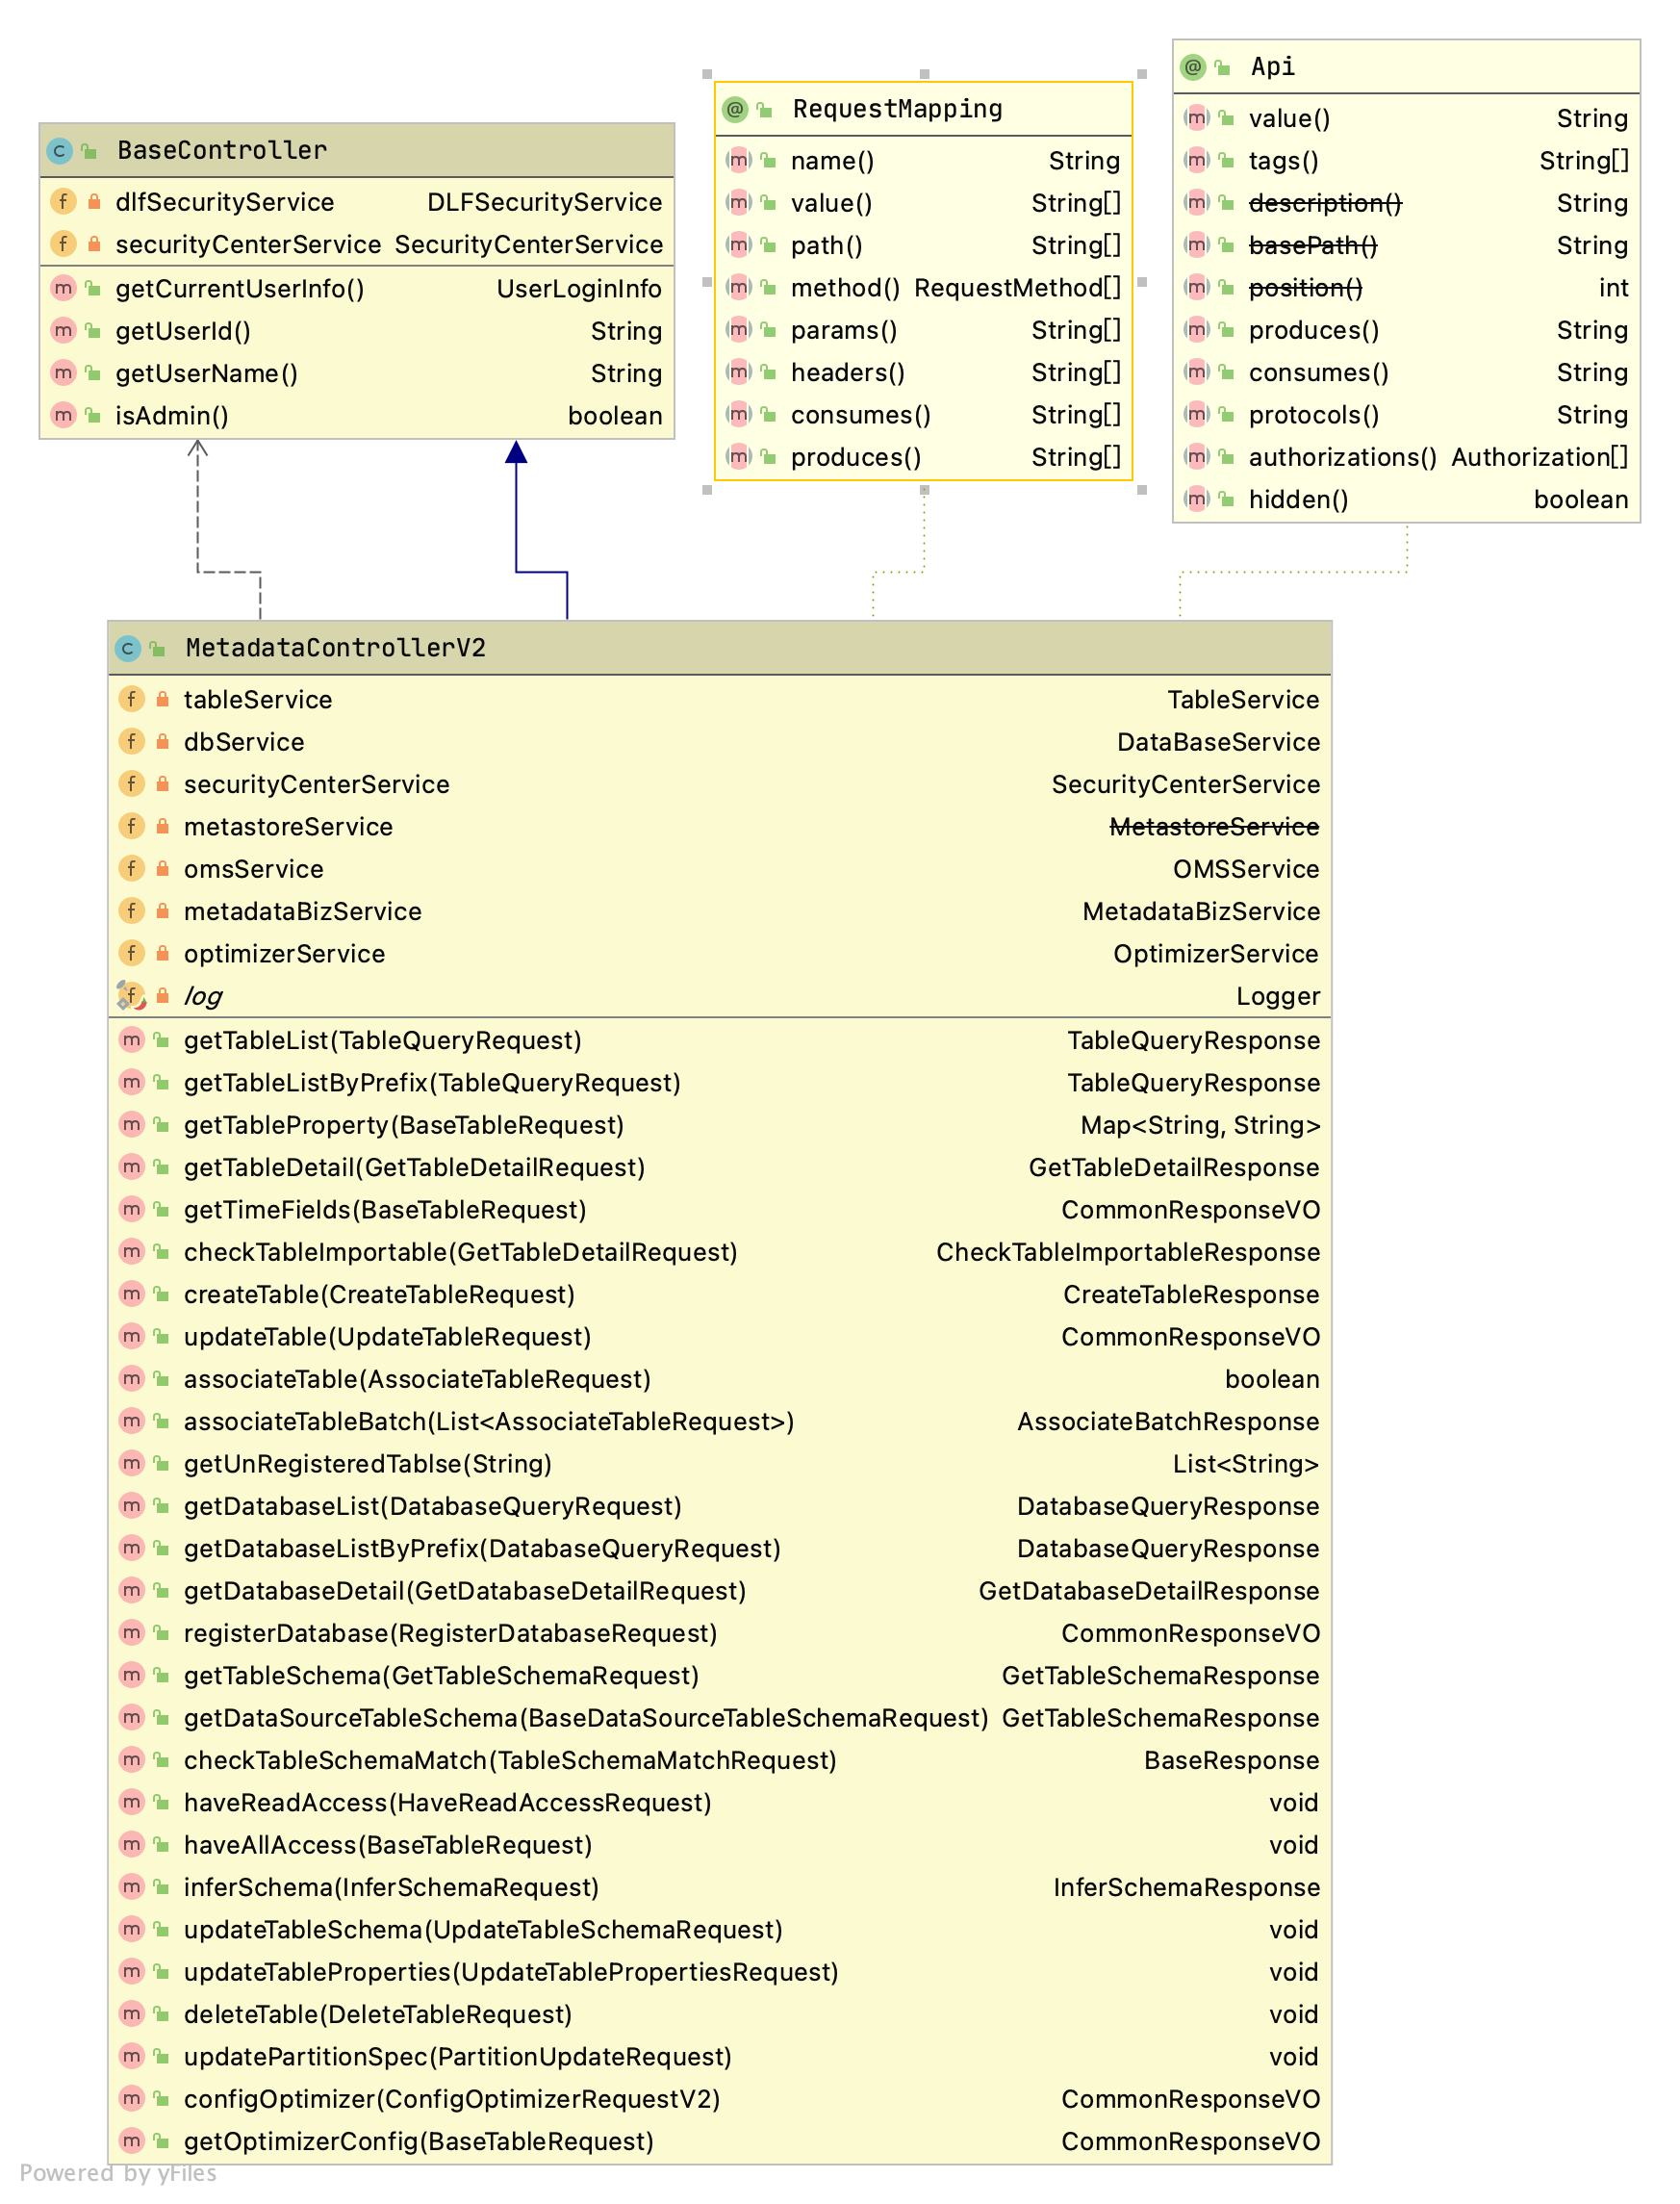 BaseController
dlfSecurityService DLFSecurityService
securityCenterService SecurityCenterService
getCurrentUserInfo() UserLoginInfo
getUserId() String
getUserName() String
isAdmin() boolean
RequestMapping
name() String
value() String[]
path() String[]
method() RequestMethod[]
params() String[]
headers() String[]
consumes() String[]
produces() String[]
Api
value() String
tags() String[]
description() String
basePath() String
position() int
produces() String
consumes() String
protocols() String
authorizations() Authorization[]
hidden() boolean
MetadataControllerV2
tableService TableService
dbService DataBaseService
securityCenterService SecurityCenterService
metastoreService MetastoreService
omsService OMSService
metadataBizService MetadataBizService
optimizerService OptimizerService
log Logger
getTableList(TableQueryRequest) TableQueryResponse
getTableListByPrefix(TableQueryRequest) TableQueryResponse
getTableProperty(BaseTableRequest) Map<String, String>
getTableDetail(GetTableDetailRequest) GetTableDetailResponse
getTimeFields(BaseTableRequest) CommonResponseVO
checkTableImportable(GetTableDetailRequest) CheckTableImportableResponse
createTable(CreateTableRequest) CreateTableResponse
updateTable(UpdateTableRequest) CommonResponseVO
associateTable(AssociateTableRequest) boolean
associateTableBatch(List<AssociateTableRequest>) AssociateBatchResponse
getUnRegisteredTablse(String) List<String>
getDatabaseList(DatabaseQueryRequest) DatabaseQueryResponse
getDatabaseListByPrefix(DatabaseQueryRequest) DatabaseQueryResponse
getDatabaseDetail(GetDatabaseDetailRequest) GetDatabaseDetailResponse
registerDatabase(RegisterDatabaseRequest) CommonResponseVO
getTableSchema(GetTableSchemaRequest) GetTableSchemaResponse
getDataSourceTableSchema(BaseDataSourceTableSchemaRequest) GetTableSchemaResponse
checkTableSchemaMatch(TableSchemaMatchRequest) BaseResponse
haveReadAccess(HaveReadAccessRequest) void
haveAllAccess(BaseTableRequest) void
inferSchema(InferSchemaRequest) InferSchemaResponse
updateTableSchema(UpdateTableSchemaRequest) void
updateTableProperties(UpdateTablePropertiesRequest) void
deleteTable(DeleteTableRequest) void
updatePartitionSpec(PartitionUpdateRequest) void
configOptimizer(ConfigOptimizerRequestV2) CommonResponseVO
getOptimizerConfig(BaseTableRequest) CommonResponseVO
Powered by yFiles